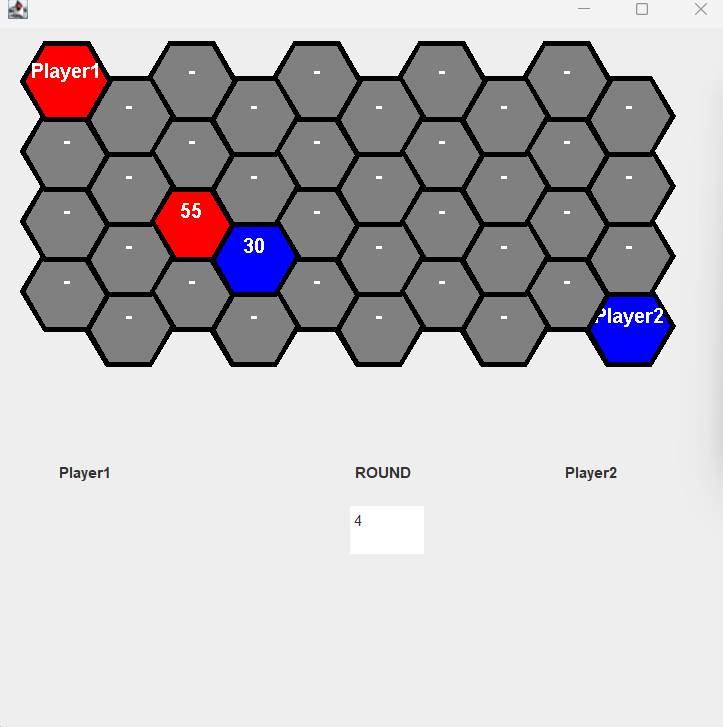 Player1 - - - -
- - - - -
- - - - -
- - - - -
- 55 - - -
- 30 - - -
- - - - -
- - - - Player2
Player1 ROUND Player2
4